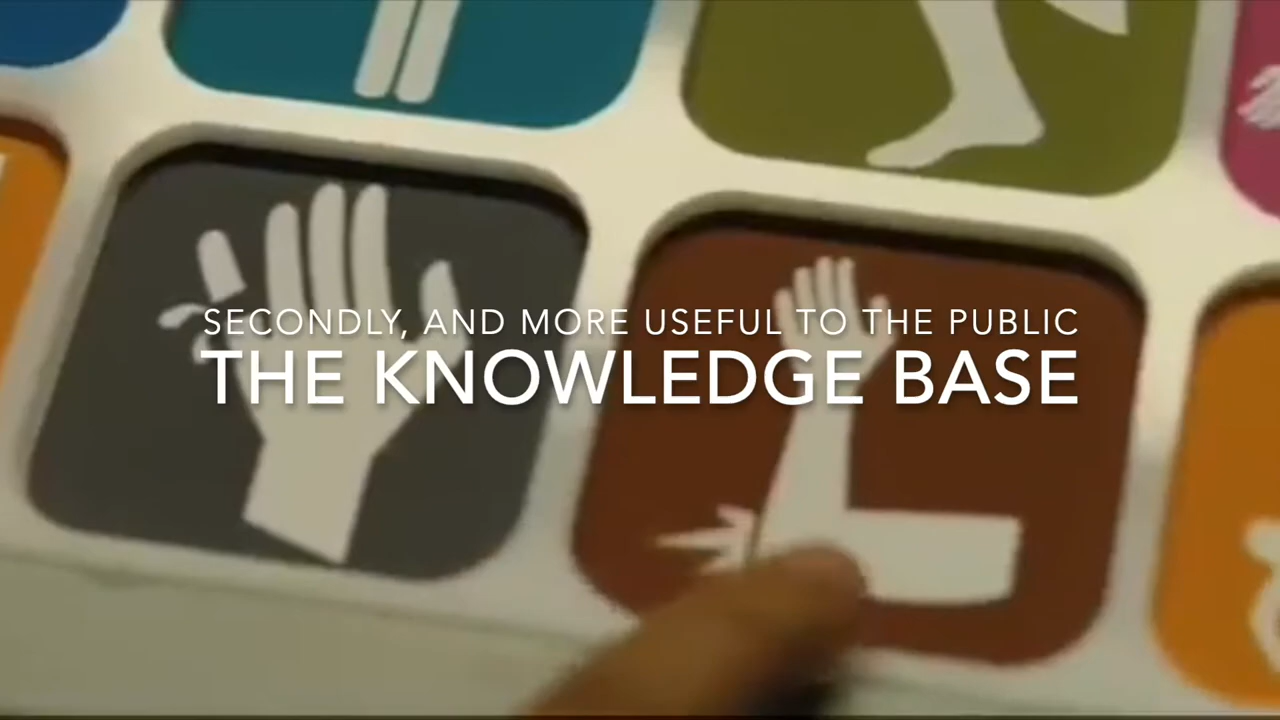 SECONDLY, AND MORE USEFUL TO THE PUBLIC
THE KNOWLEDGE BASE